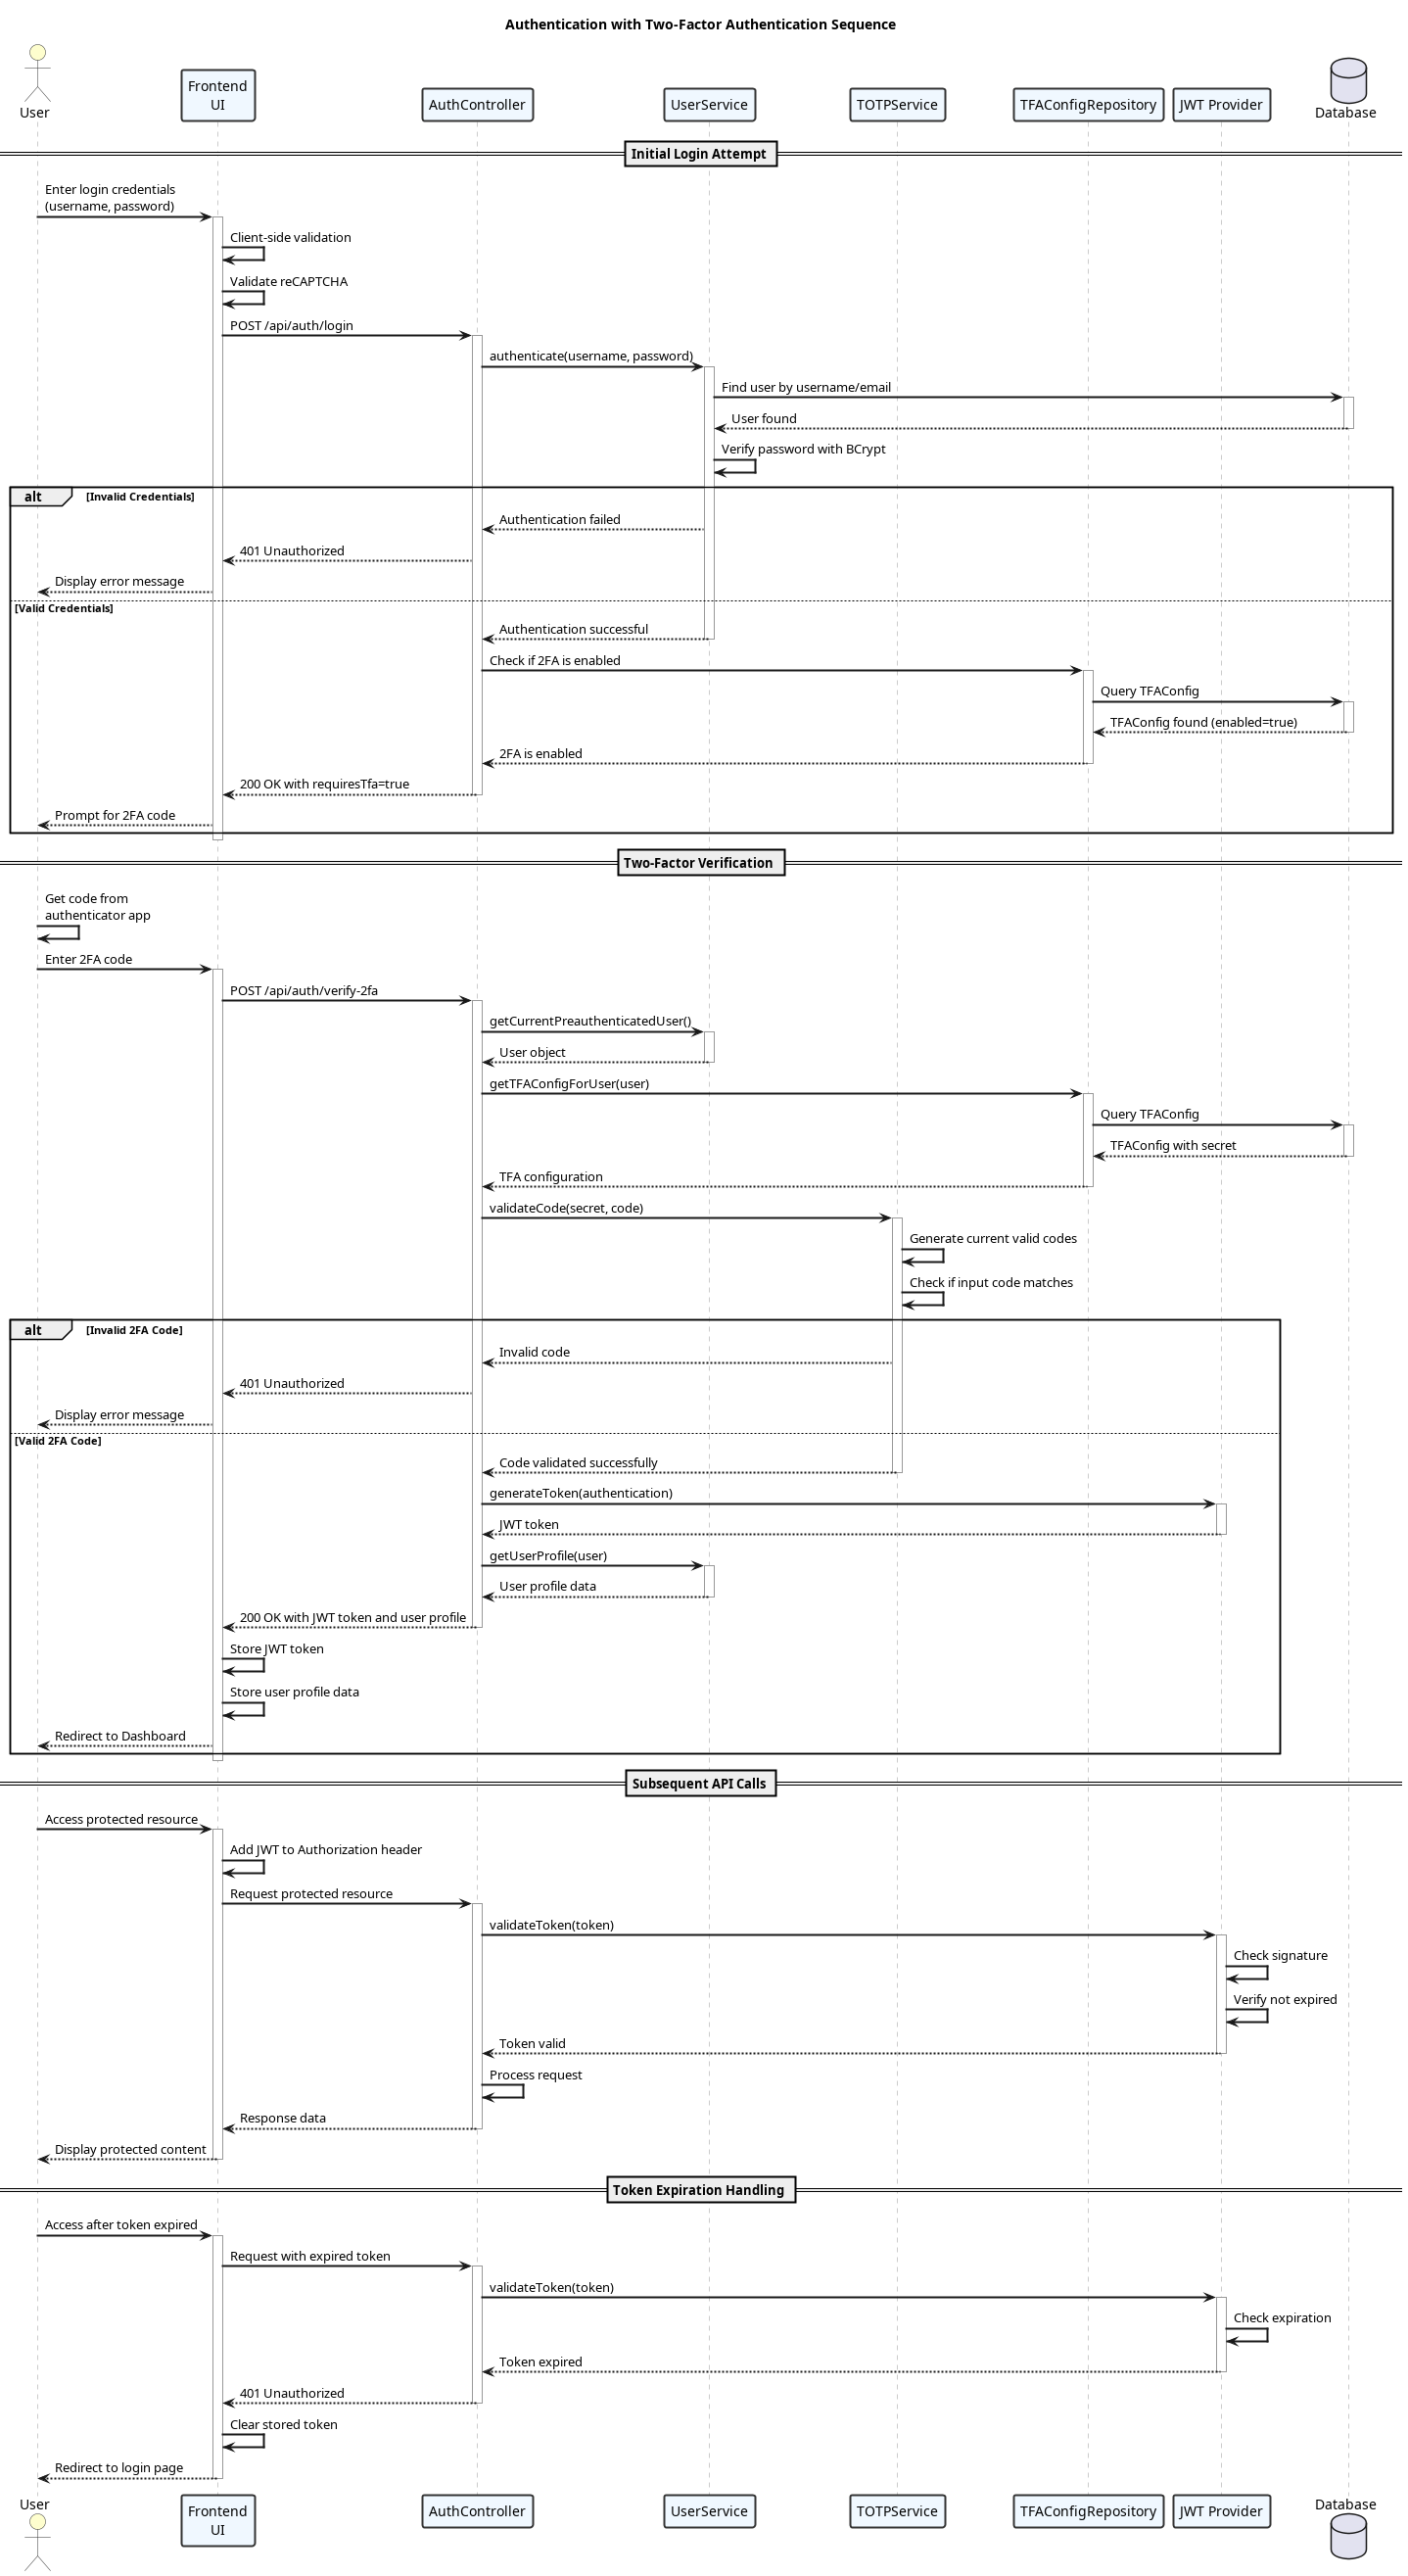 Authentication with Two-Factor Authentication Sequence
User
Frontend
UI
AuthController
UserService
TOTPService
TFAConfigRepository
JWT Provider
Database
Initial Login Attempt
Enter login credentials
(username, password)
Client-side validation
Validate reCAPTCHA
POST /api/auth/login
authenticate(username, password)
Find user by username/email
User found
Verify password with BCrypt
alt [Invalid Credentials]
Authentication failed
401 Unauthorized
Display error message
[Valid Credentials]
Authentication successful
Check if 2FA is enabled
Query TFAConfig
TFAConfig found (enabled=true)
2FA is enabled
200 OK with requiresTfa=true
Prompt for 2FA code
Two-Factor Verification
Get code from
authenticator app
Enter 2FA code
POST /api/auth/verify-2fa
getCurrentPreauthenticatedUser()
User object
getTFAConfigForUser(user)
Query TFAConfig
TFAConfig with secret
TFA configuration
validateCode(secret, code)
Generate current valid codes
Check if input code matches
alt [Invalid 2FA Code]
Invalid code
401 Unauthorized
Display error message
[Valid 2FA Code]
Code validated successfully
generateToken(authentication)
JWT token
getUserProfile(user)
User profile data
200 OK with JWT token and user profile
Store JWT token
Store user profile data
Redirect to Dashboard
Subsequent API Calls
Access protected resource
Add JWT to Authorization header
Request protected resource
validateToken(token)
Check signature
Verify not expired
Token valid
Process request
Response data
Display protected content
Token Expiration Handling
Access after token expired
Request with expired token
validateToken(token)
Check expiration
Token expired
401 Unauthorized
Clear stored token
Redirect to login page
User
Frontend
UI
AuthController
UserService
TOTPService
TFAConfigRepository
JWT Provider
Database